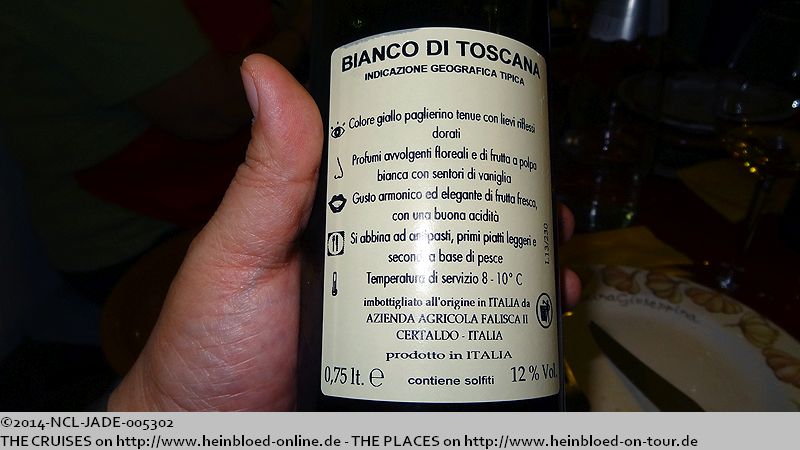 BIANCO DI TOSCANA
INDICAZIONE GEOGRAFICA TIPICA
Colore giallo paglierino tenue con lievi riflessi
dorati
Profumi avvolgenti floreali e di frutta a polpa
bianca con sentori di vaniglia
Gusto armonico ed elegante di frutta fresca,
con una buona acidità
Si abbina ad antipasti, primi piatti leggeri e
secondi a base di pesce
Temperatura di servizio 8 - 10° C
L13/230
imbottigliato all'origine in ITALIA da
AZIENDA AGRICOLA FALISCA II
CERTALDO - ITALIA
prodotto in ITALIA
0,75 lt. e contiene solfiti 12 % Vol.
©2014-NCL-JADE-005302
THE CRUISES on http://www.heinbloed-online.de - THE PLACES on http://www.heinbloed-on-tour.de